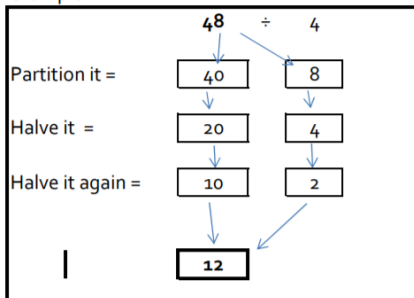 48 ÷ 4
Partition it = 40 8
Halve it = 20 4
Halve it again = 10 2
12